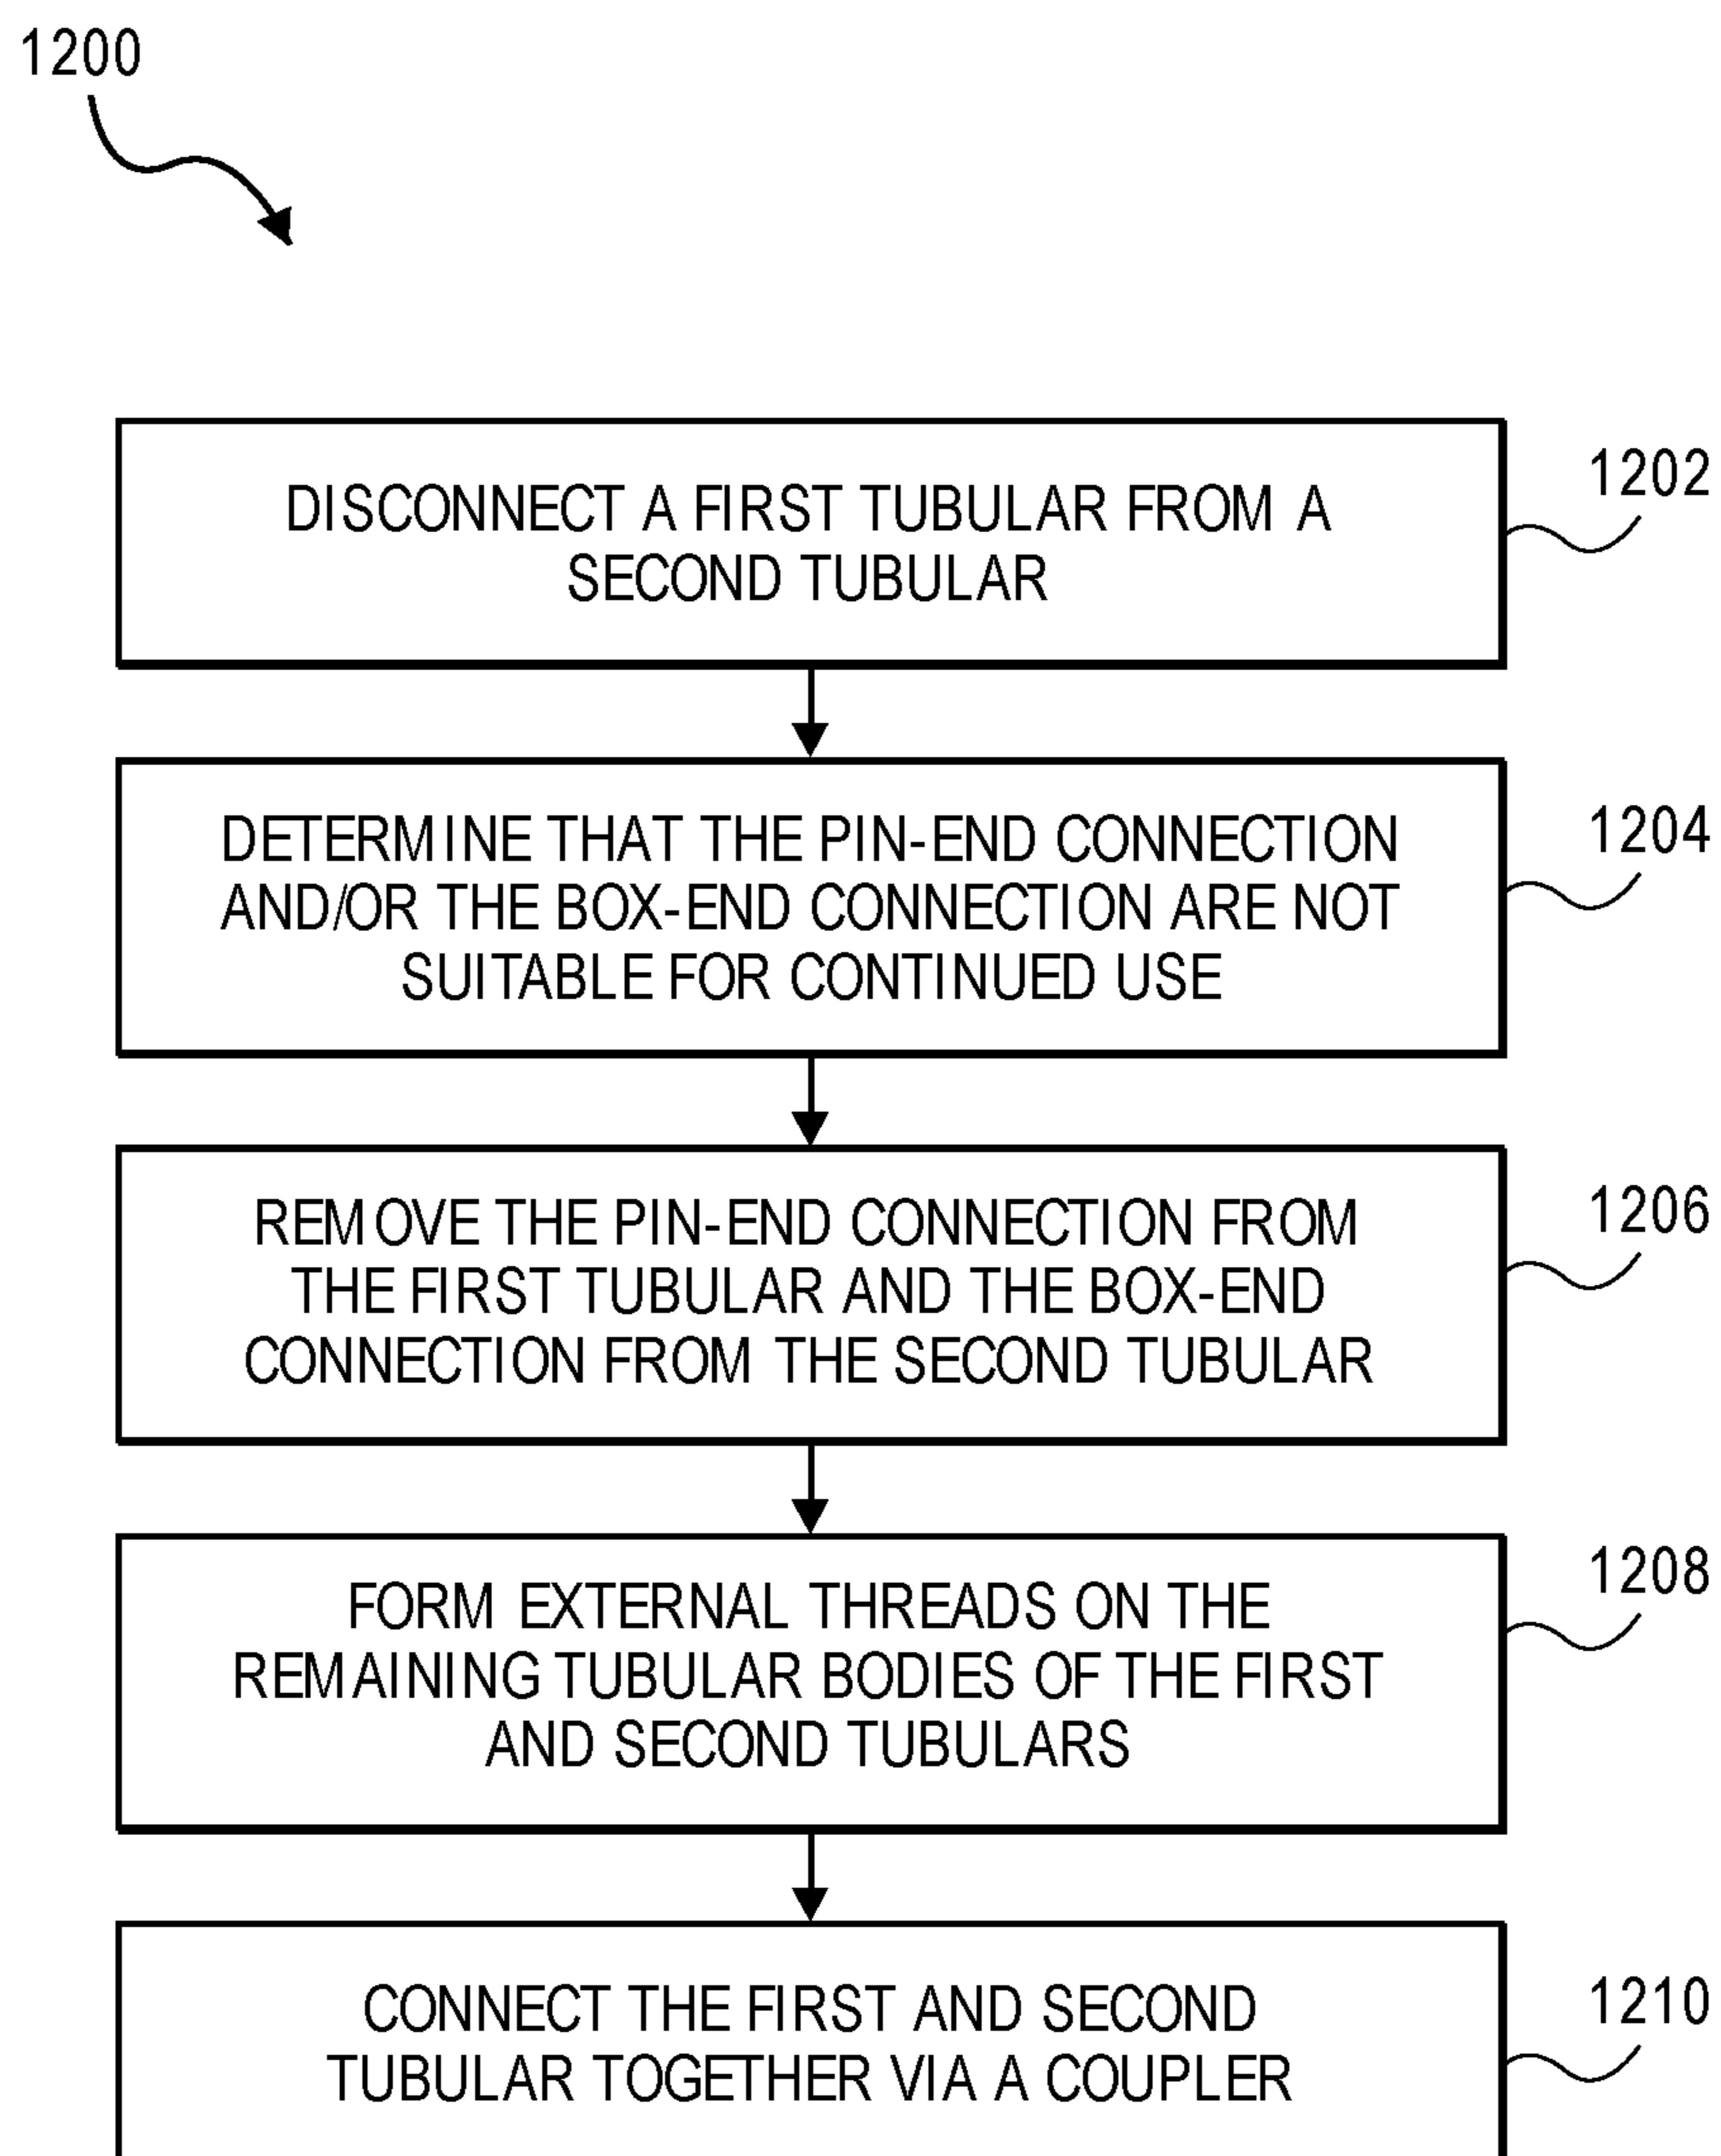 1200
DISCONNECT A FIRST TUBULAR FROM A
SECOND TUBULAR
1202
DETERMINE THAT THE PIN-END CONNECTION
AND/OR THE BOX-END CONNECTION ARE NOT
SUITABLE FOR CONTINUED USE
1204
REMOVE THE PIN-END CONNECTION FROM
THE FIRST TUBULAR AND THE BOX-END
CONNECTION FROM THE SECOND TUBULAR
1206
FORM EXTERNAL THREADS ON THE
REMAINING TUBULAR BODIES OF THE FIRST
AND SECOND TUBULARS
1208
CONNECT THE FIRST AND SECOND
TUBULAR TOGETHER VIA A COUPLER
1210